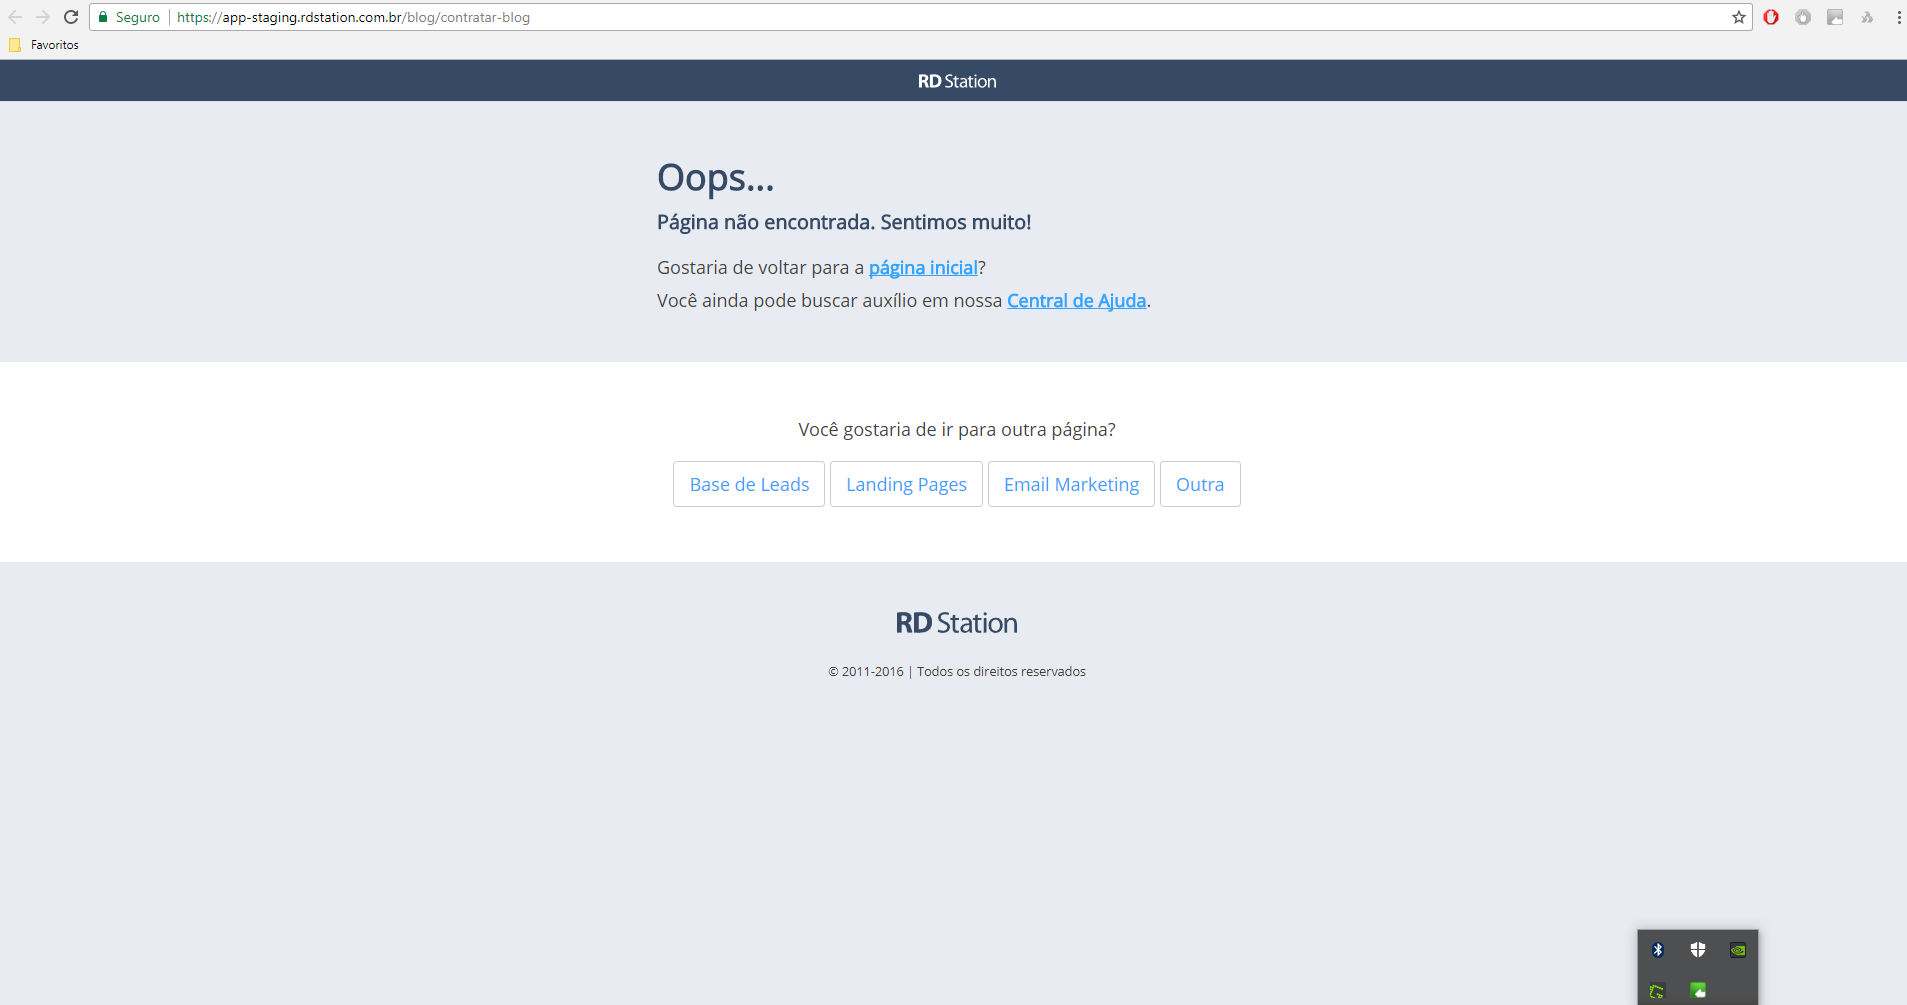 Seguro https://app-staging.rdstation.com.br/blog/contratar-blog
Favoritos
RD Station
Oops...
Página não encontrada. Sentimos muito!
Gostaria de voltar para a página inicial?
Você ainda pode buscar auxílio em nossa Central de Ajuda.
Você gostaria de ir para outra página?
Base de Leads Landing Pages Email Marketing Outra
RD Station
© 2011-2016 | Todos os direitos reservados